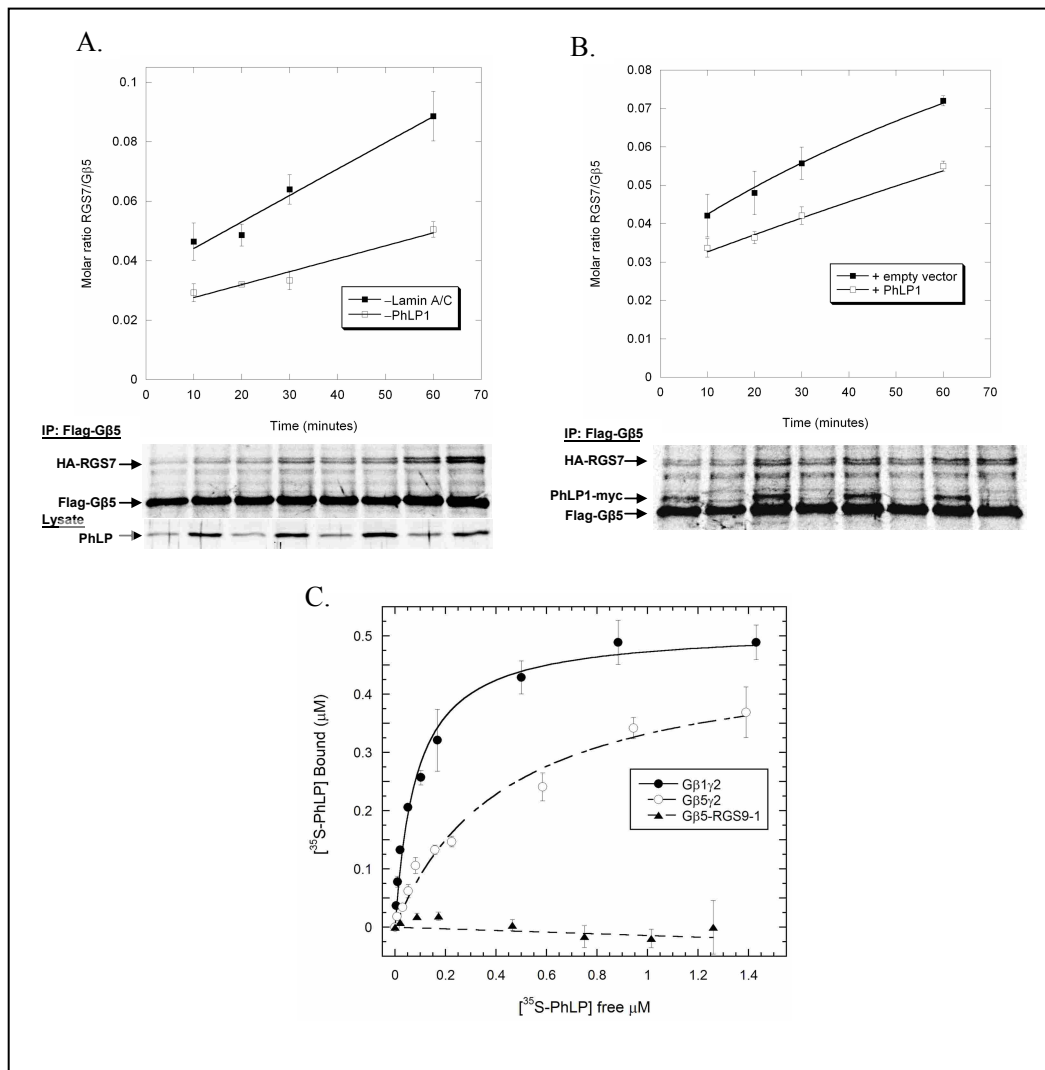 A.
0.1
0.08
0.06
0.04
0.02
0
Molar ratio RGS7/Gβ5
–Lamin A/C
–PhLP1
0 10 20 30 40 50 60 70
Time (minutes)
IP: Flag-Gβ5
HA-RGS7
Flag-Gβ5
Lysate
PhLP
B.
0.08
0.07
0.06
0.05
0.04
0.03
0.02
0.01
0
Molar ratio RGS7/Gβ5
+ empty vector
+ PhLP1
0 10 20 30 40 50 60 70
Time (minutes)
IP: Flag-Gβ5
HA-RGS7
PhLP1-myc
Flag-Gβ5
C.
0.5
0.4
0.3
0.2
0.1
0
[³⁵S-PhLP] Bound (μM)
Gβ1γ2
Gβ5γ2
Gβ5-RGS9-1
0 0.2 0.4 0.6 0.8 1 1.2 1.4
[³⁵S-PhLP] free μM